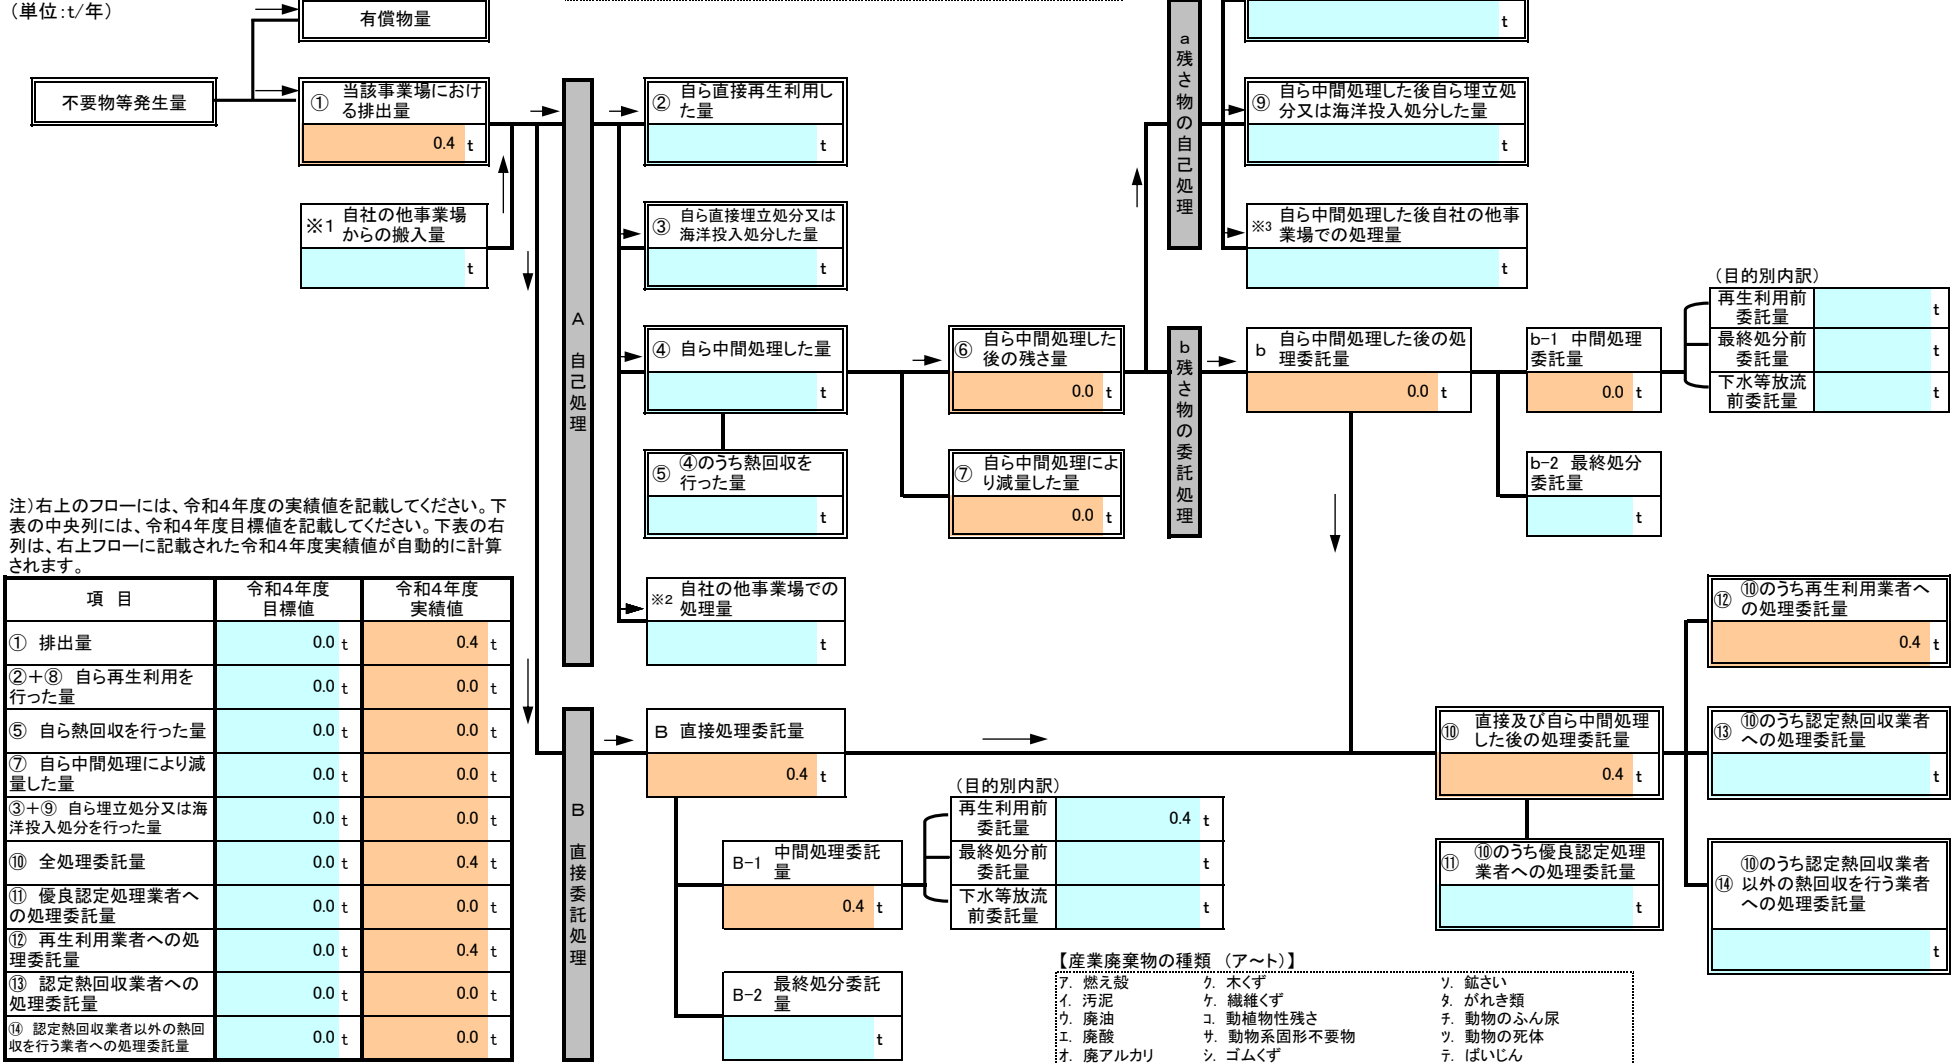 （単位：t/年）
有償物量
不要物等発生量
①
当該事業場におけ
る排出量
0.4 t
※1
自社の他事業場
からの搬入量
t
A
自己処理
②
自ら直接再生利用し
た量
t
③
自ら直接埋立処分又は
海洋投入処分した量
t
④ 自ら中間処理した量
t
⑤
④のうち熱回収を
行った量
t
※2
自社の他事業場での
処理量
t
⑥
自ら中間処理した
後の残さ量
0.0 t
⑦
自ら中間処理によ
り減量した量
0.0 t
a残さ物の自己処理
t
⑨
自ら中間処理した後自ら埋立処
分又は海洋投入処分した量
t
※3
自ら中間処理した後自社の他事
業場での処理量
t
b残さ物の委託処理
b
自ら中間処理した後の処
理委託量
0.0 t
b-1 中間処理
委託量
0.0 t
b-2 最終処分
委託量
t
（目的別内訳）
再生利用前
委託量
t
最終処分前
委託量
t
下水等放流
前委託量
t
注）右上のフローには、令和４年度の実績値を記載してください。下
表の中央列には、令和４年度目標値を記載してください。下表の右
列は、右上フローに記載された令和４年度実績値が自動的に計算
されます。
項 目
令和４年度
目標値
令和４年度
実績値
① 排出量
0.0 t
0.4 t
②＋⑧ 自ら再生利用を
行った量
0.0 t
0.0 t
⑤ 自ら熱回収を行った量
0.0 t
0.0 t
⑦ 自ら中間処理により減
量した量
0.0 t
0.0 t
③＋⑨ 自ら埋立処分又は海
洋投入処分を行った量
0.0 t
0.0 t
⑩ 全処理委託量
0.0 t
0.4 t
⑪ 優良認定処理業者へ
の処理委託量
0.0 t
0.0 t
⑫ 再生利用業者への処
理委託量
0.0 t
0.4 t
⑬ 認定熱回収業者への
処理委託量
0.0 t
0.0 t
⑭ 認定熱回収業者以外の熱回
収を行う業者への処理委託量
0.0 t
0.0 t
B
直接委託処理
B 直接処理委託量
0.4 t
B-1
中間処理委託
量
0.4 t
B-2
最終処分委託
量
t
（目的別内訳）
再生利用前
委託量
0.4 t
最終処分前
委託量
t
下水等放流
前委託量
t
⑩
直接及び自ら中間処理
した後の処理委託量
0.4 t
⑪
⑩のうち優良認定処理
業者への処理委託量
t
⑫
⑩のうち再生利用業者へ
の処理委託量
0.4 t
⑬
⑩のうち認定熱回収業者
への処理委託量
t
⑭
⑩のうち認定熱回収業者
以外の熱回収を行う業者
への処理委託量
t
【産業廃棄物の種類 （ア～ト）】
ア. 燃え殻 ク. 木くず ソ. 鉱さい
イ. 汚泥 ケ. 繊維くず タ. がれき類
ウ. 廃油 コ. 動植物性残さ チ. 動物のふん尿
エ. 廃酸 サ. 動物系固形不要物 ツ. 動物の死体
オ. 廃アルカリ シ. ゴムくず テ. ばいじん